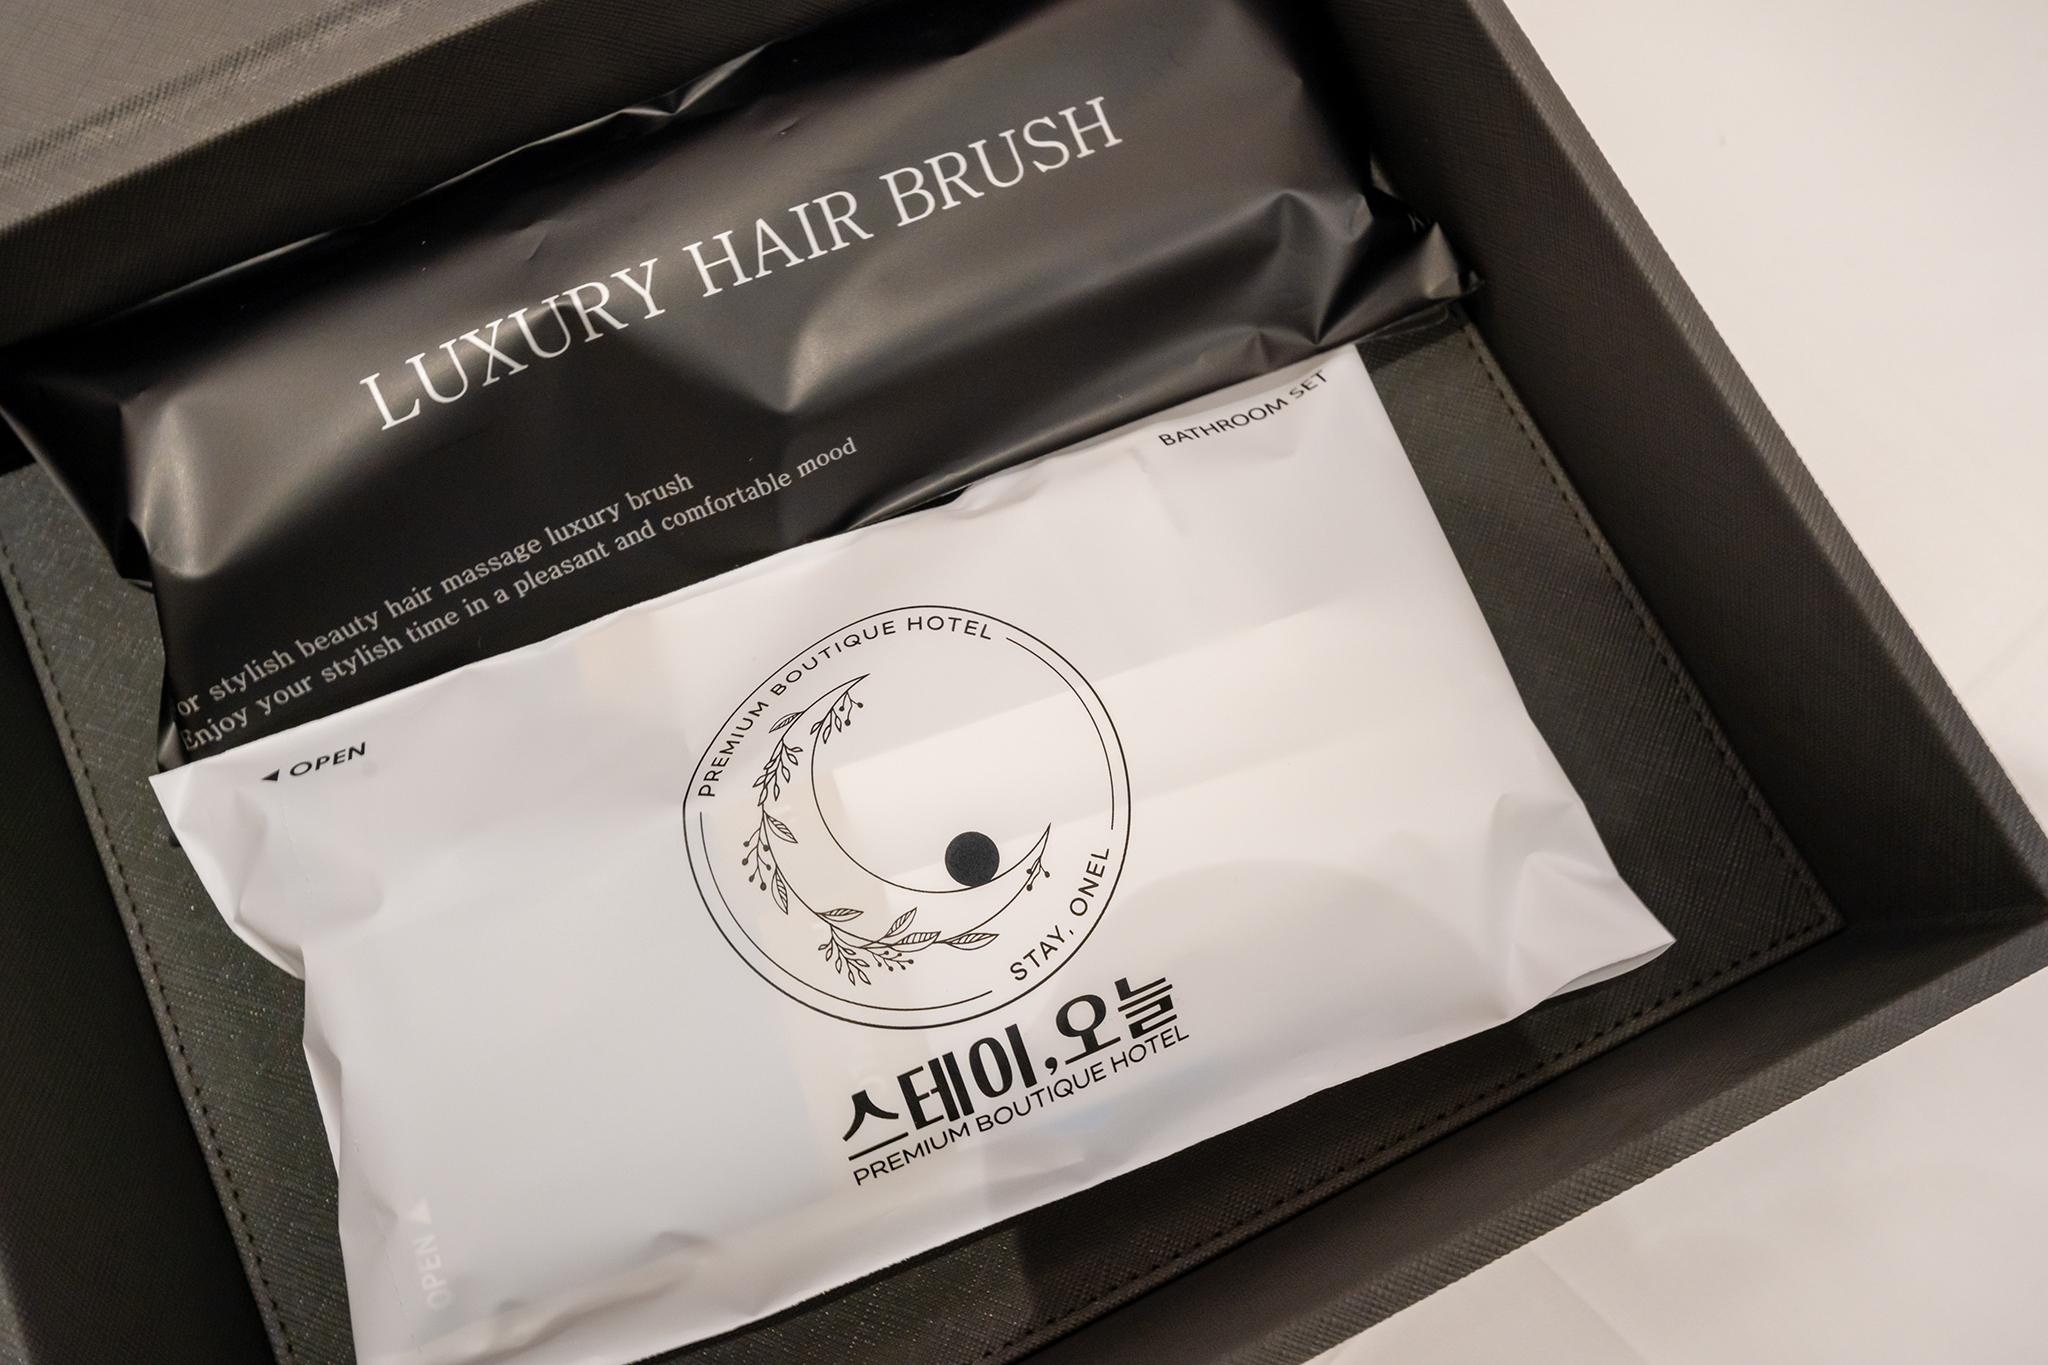 LUXURY HAIR BRUSH
or stylish beauty hair massage luxury brush
Enjoy your stylish time in a pleasant and comfortable mood
BATHROOM SET
◀ OPEN
PREMIUM BOUTIQUE HOTEL
STAY, ONEL
스테이,오늘
PREMIUM BOUTIQUE HOTEL
OPEN ▶